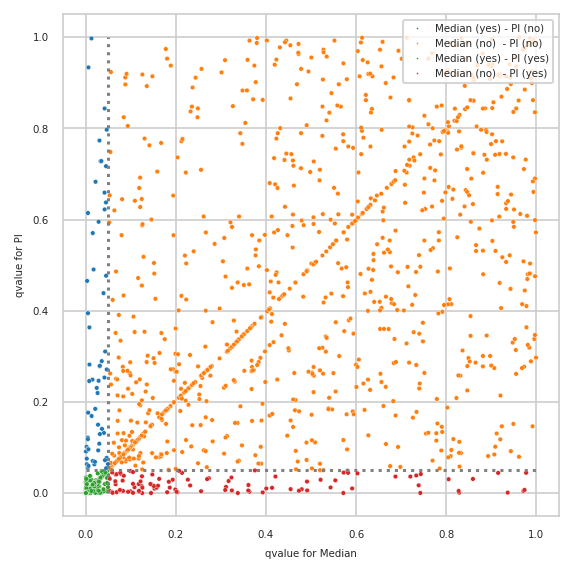 1.0
0.8
0.6
0.4
0.2
0.0
qvalue for PI
Median (yes) - PI (no)
Median (no) - PI (no)
Median (yes) - PI (yes)
Median (no) - PI (yes)
0.0 0.2 0.4 0.6 0.8 1.0
qvalue for Median